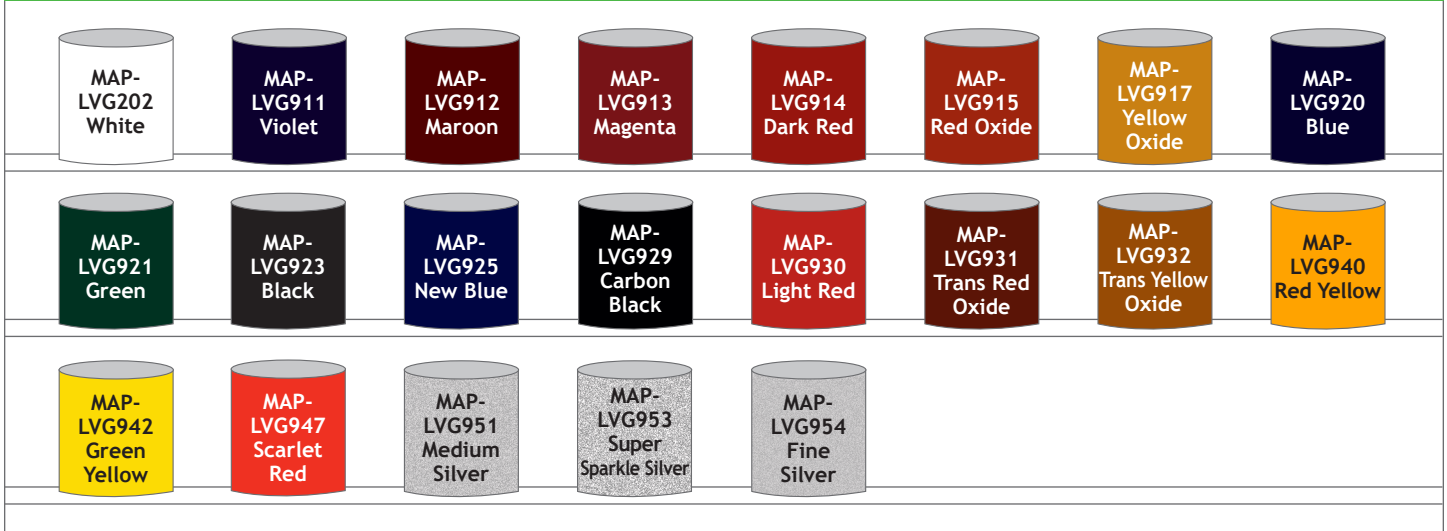 MAP-
LVG202
White
MAP-
LVG911
Violet
MAP-
LVG912
Maroon
MAP-
LVG913
Magenta
MAP-
LVG914
Dark Red
MAP-
LVG915
Red Oxide
MAP-
LVG917
Yellow
Oxide
MAP-
LVG920
Blue
MAP-
LVG921
Green
MAP-
LVG923
Black
MAP-
LVG925
New Blue
MAP-
LVG929
Carbon
Black
MAP-
LVG930
Light Red
MAP-
LVG931
Trans Red
Oxide
MAP-
LVG932
Trans Yellow
Oxide
MAP-
LVG940
Red Yellow
MAP-
LVG942
Green
Yellow
MAP-
LVG947
Scarlet
Red
MAP-
LVG951
Medium
Silver
MAP-
LVG953
Super
Sparkle Silver
MAP-
LVG954
Fine
Silver